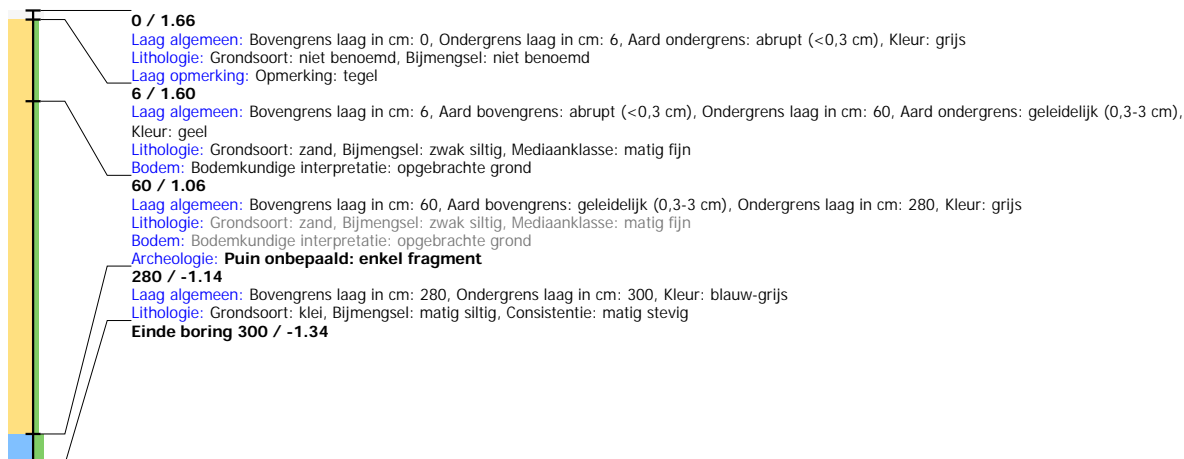 0 / 1.66
Laag algemeen: Bovengrens laag in cm: 0, Ondergrens laag in cm: 6, Aard ondergrens: abrupt (<0,3 cm), Kleur: grijs
Lithologie: Grondsoort: niet benoemd, Bijmengsel: niet benoemd
Laag opmerking: Opmerking: tegel
6 / 1.60
Laag algemeen: Bovengrens laag in cm: 6, Aard bovengrens: abrupt (<0,3 cm), Ondergrens laag in cm: 60, Aard ondergrens: geleidelijk (0,3-3 cm),
Kleur: geel
Lithologie: Grondsoort: zand, Bijmengsel: zwak siltig, Mediaanklasse: matig fijn
Bodem: Bodemkundige interpretatie: opgebrachte grond
60 / 1.06
Laag algemeen: Bovengrens laag in cm: 60, Aard bovengrens: geleidelijk (0,3-3 cm), Ondergrens laag in cm: 280, Kleur: grijs
Lithologie: Grondsoort: zand, Bijmengsel: zwak siltig, Mediaanklasse: matig fijn
Bodem: Bodemkundige interpretatie: opgebrachte grond
Archeologie: Puin onbepaald: enkel fragment
280 / -1.14
Laag algemeen: Bovengrens laag in cm: 280, Ondergrens laag in cm: 300, Kleur: blauw-grijs
Lithologie: Grondsoort: klei, Bijmengsel: matig siltig, Consistentie: matig stevig
Einde boring 300 / -1.34